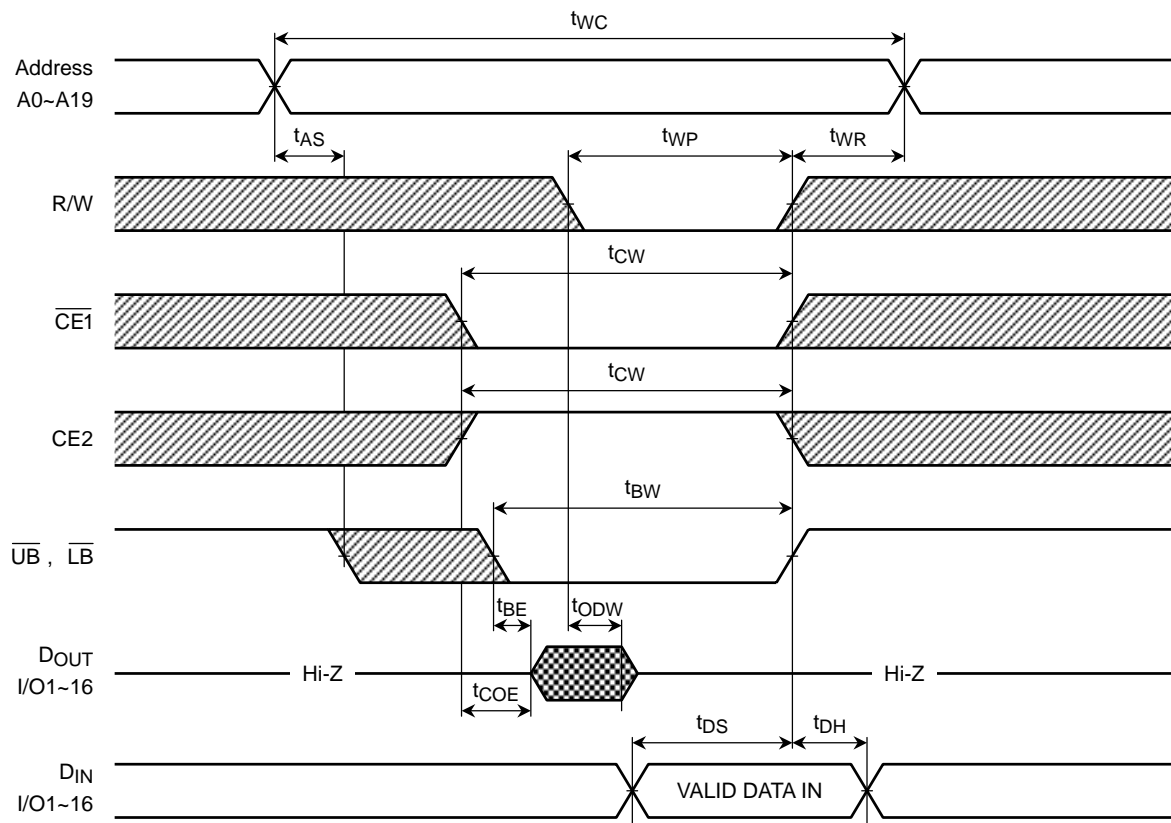 tWC
Address
A0~A19
tAS
tWP
tWR
R/W
tCW
CE1
tCW
CE2
tBW
UB , LB
tBE
tODW
DOUT
I/O1~16
Hi-Z
Hi-Z
tCOE
tDS
tDH
DIN
I/O1~16
VALID DATA IN